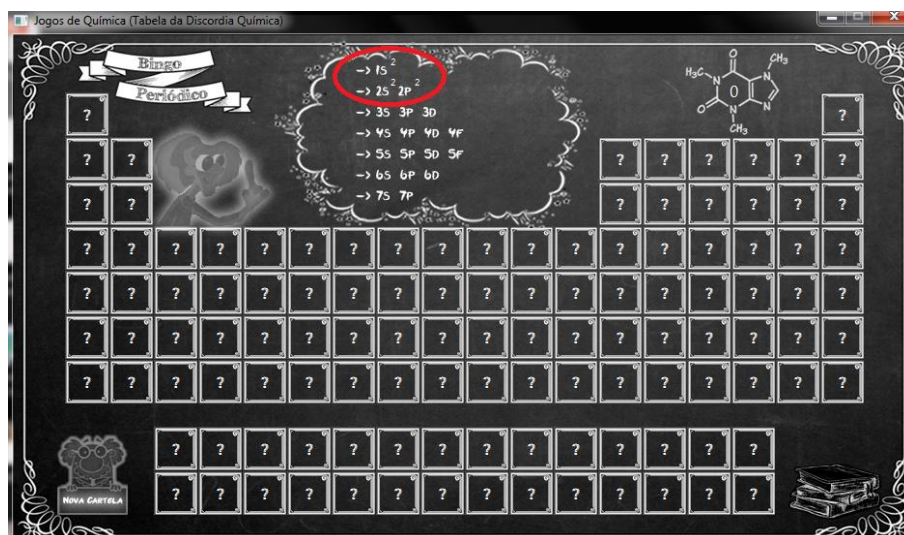 Jogos de Química (Tabela da Discordia Química)
Bingo
Periódico
-> 1S²
-> 2S² 2P²
-> 3S 3P 3D
-> 4S 4P 4D 4F
-> 5S 5P 5D 5F
-> 6S 6P 6D
-> 7S 7P
O
CH₃
H₃C
N
N
0
O
N
N
CH₃
? ?
? ? ? ? ? ? ? ?
? ? ? ? ? ? ? ?
? ? ? ? ? ? ? ? ? ? ? ? ? ? ? ? ? ?
? ? ? ? ? ? ? ? ? ? ? ? ? ? ? ? ? ?
? ? ? ? ? ? ? ? ? ? ? ? ? ? ? ? ? ?
? ? ? ? ? ? ? ? ? ? ? ? ? ? ? ? ? ?
? ? ? ? ? ? ? ? ? ? ? ? ? ?
? ? ? ? ? ? ? ? ? ? ? ? ? ?
NOVA CARTELA